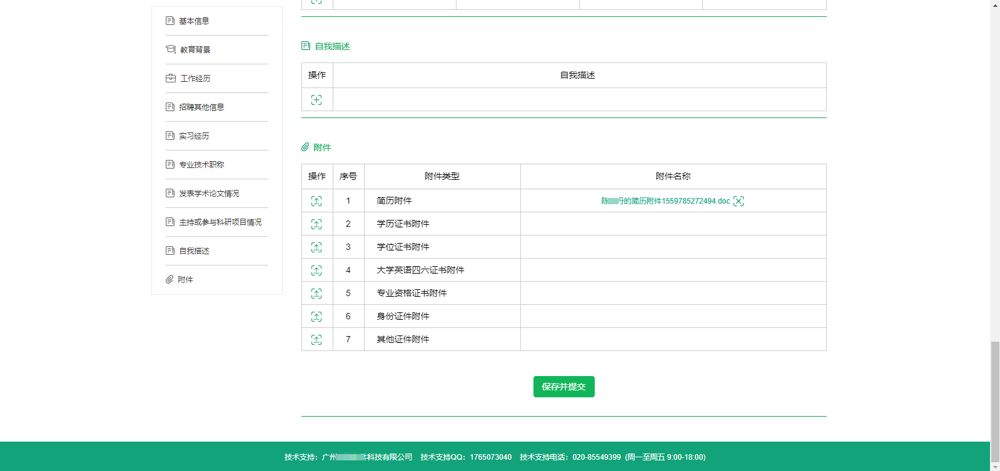 基本信息
教育背景
工作经历
招聘其他信息
实习经历
专业技术职称
发表学术论文情况
主持或参与科研项目情况
自我描述
附件
自我描述
操作 自我描述
附件
操作 序号 附件类型 附件名称
1 简历附件 陈 丹的简历附件1559785272494.doc
2 学历证书附件
3 学位证书附件
4 大学英语四六证书附件
5 专业资格证书附件
6 身份证件附件
7 其他证件附件
保存并提交
技术支持：广州 科技有限公司 技术支持QQ：1765073040 技术支持电话：020-85549399 (周一至周五 9:00-18:00)